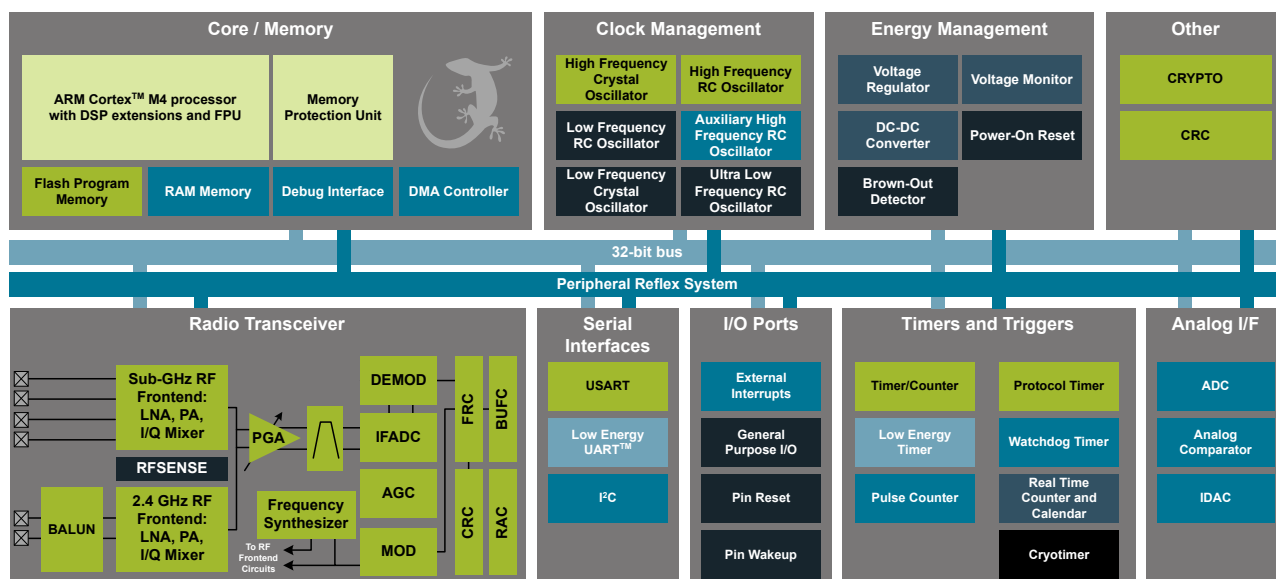 Core / Memory
ARM Cortex™ M4 processor
with DSP extensions and FPU
Memory
Protection Unit
Flash Program
Memory
RAM Memory
Debug Interface
DMA Controller
Clock Management
High Frequency
Crystal
Oscillator
High Frequency
RC Oscillator
Low Frequency
RC Oscillator
Auxiliary High
Frequency RC
Oscillator
Low Frequency
Crystal
Oscillator
Ultra Low
Frequency RC
Oscillator
Energy Management
Voltage
Regulator
Voltage Monitor
DC-DC
Converter
Power-On Reset
Brown-Out
Detector
Other
CRYPTO
CRC
32-bit bus
Peripheral Reflex System
Radio Transceiver
Sub-GHz RF
Frontend:
LNA, PA,
I/Q Mixer
RFSENSE
BALUN
2.4 GHz RF
Frontend:
LNA, PA,
I/Q Mixer
PGA
DEMOD
IFADC
AGC
Frequency
Synthesizer
MOD
To RF
Frontend
Circuits
FRC
BUFC
CRC
RAC
Serial
Interfaces
USART
Low Energy
UART™
I²C
I/O Ports
External
Interrupts
General
Purpose I/O
Pin Reset
Pin Wakeup
Timers and Triggers
Timer/Counter
Protocol Timer
Low Energy
Timer
Watchdog Timer
Pulse Counter
Real Time
Counter and
Calendar
Cryotimer
Analog I/F
ADC
Analog
Comparator
IDAC